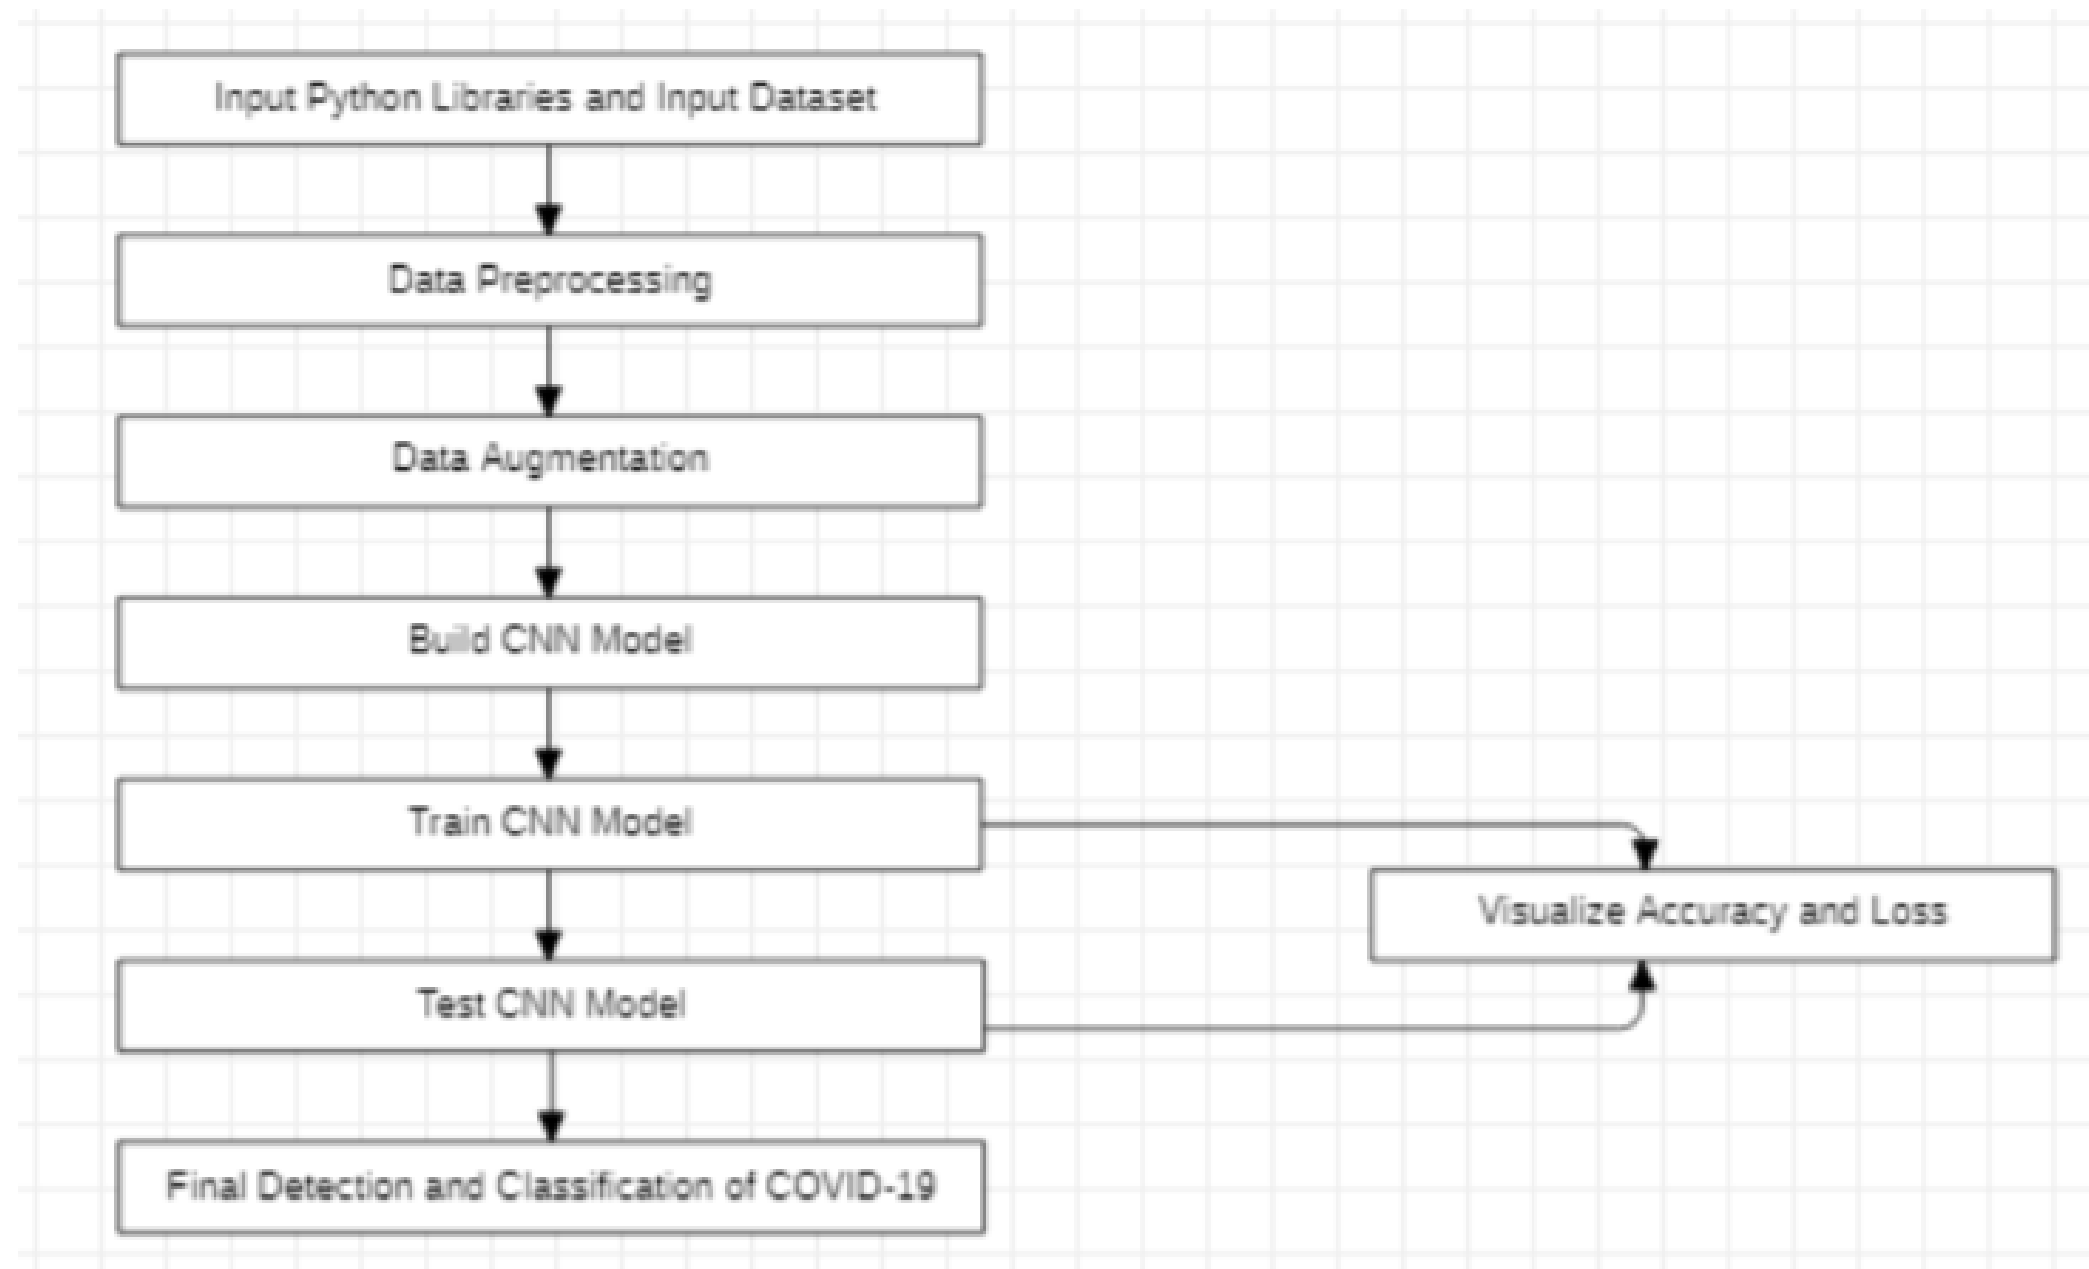 Input Python Libraries and Input Dataset
Data Preprocessing
Data Augmentation
Build CNN Model
Train CNN Model
Visualize Accuracy and Loss
Test CNN Model
Final Detection and Classification of COVID-19